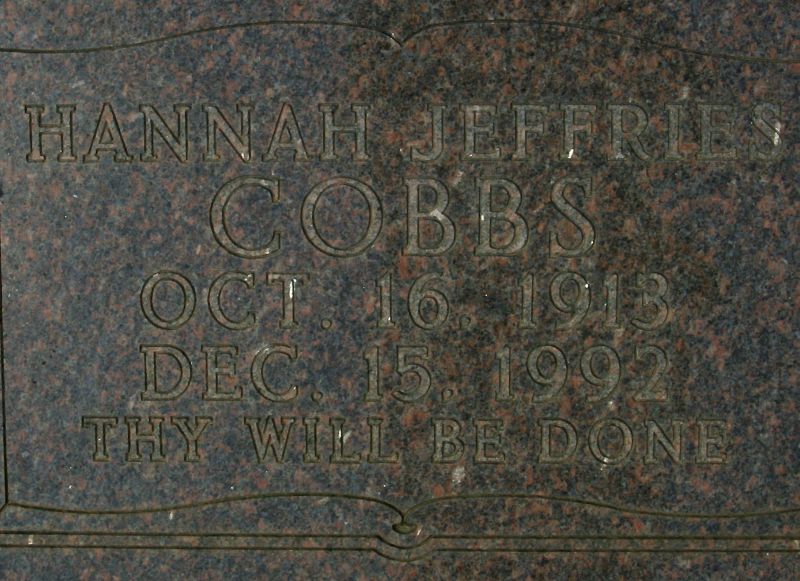 HANNAH JEFFRIES
COBBS
OCT. 16, 1913
DEC. 15, 1992
THY WILL BE DONE